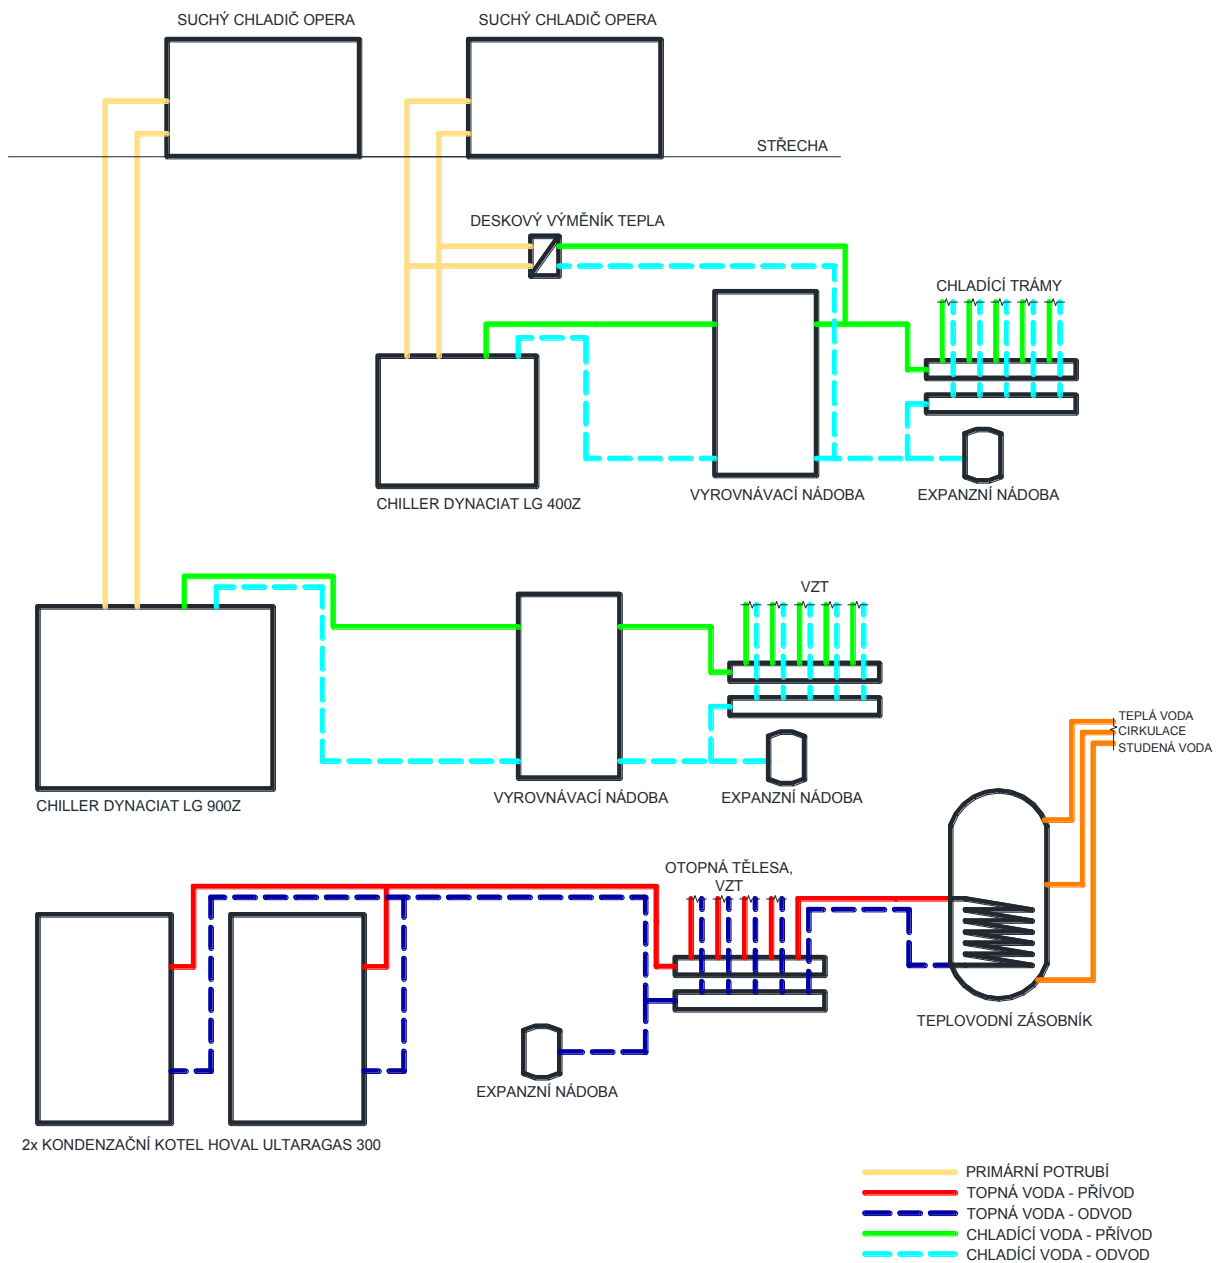 SUCHÝ CHLADIČ OPERA
SUCHÝ CHLADIČ OPERA
STŘECHA
DESKOVÝ VÝMĚNÍK TEPLA
CHLADÍCÍ TRÁMY
CHILLER DYNACIAT LG 400Z
VYROVNÁVACÍ NÁDOBA
EXPANZNÍ NÁDOBA
VZT
TEPLÁ VODA
CIRKULACE
STUDENÁ VODA
CHILLER DYNACIAT LG 900Z
VYROVNÁVACÍ NÁDOBA
EXPANZNÍ NÁDOBA
OTOPNÁ TĚLESA,
VZT
TEPLOVODNÍ ZÁSOBNÍK
EXPANZNÍ NÁDOBA
2x KONDENZAČNÍ KOTEL HOVAL ULTARAGAS 300
PRIMÁRNÍ POTRUBÍ
TOPNÁ VODA - PŘÍVOD
TOPNÁ VODA - ODVOD
CHLADÍCÍ VODA - PŘÍVOD
CHLADÍCÍ VODA - ODVOD